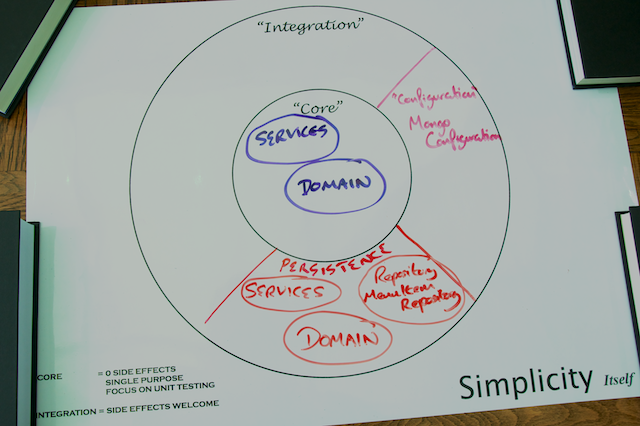 "Integration"
"Core"
SERVICES
DOMAIN
"Configuration"
Mongo
Configuration
PERSISTENCE
SERVICES
Repository
MenuItem
Repository
DOMAIN
CORE = 0 SIDE EFFECTS
SINGLE PURPOSE
FOCUS ON UNIT TESTING
INTEGRATION = SIDE EFFECTS WELCOME
Simplicity Itself